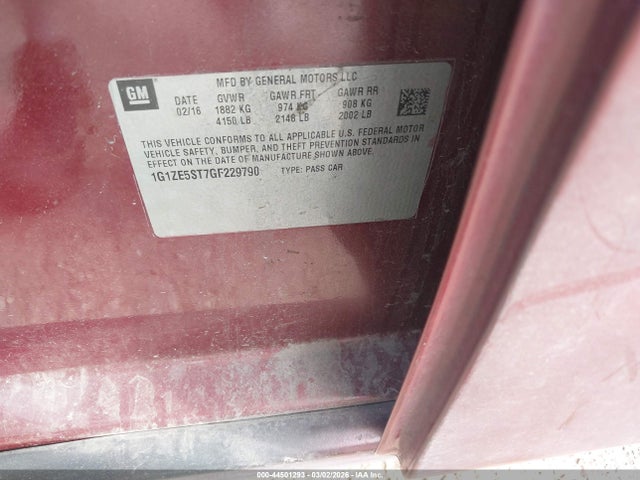 GM
MFD BY GENERAL MOTORS LLC
DATE GVWR GAWR FRT GAWR RR
02/16 1882 KG 974 KG 908 KG
4150 LB 2148 LB 2002 LB
THIS VEHICLE CONFORMS TO ALL APPLICABLE U.S. FEDERAL MOTOR
VEHICLE SAFETY, BUMPER, AND THEFT PREVENTION STANDARDS IN
EFFECT ON THE DATE OF MANUFACTURE SHOWN ABOVE.
1G1ZE5ST7GF229790 TYPE: PASS CAR
000-44501293 - 03/02/2026 - IAA Inc.